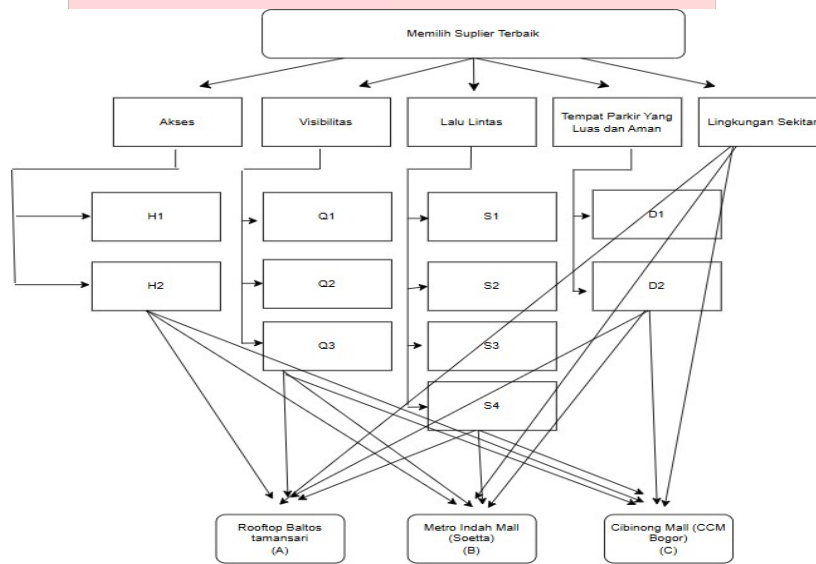 Memilih Suplier Terbaik
Akses
Visibilitas
Lalu Lintas
Tempat Parkir Yang
Luas dan Aman
Lingkungan Sekitar
H1
Q1
S1
D1
H2
Q2
S2
D2
Q3
S3
S4
Rooftop Baltos
tamansari
(A)
Metro Indah Mall
(Soetta)
(B)
Cibinong Mall (CCM
Bogor)
(C)